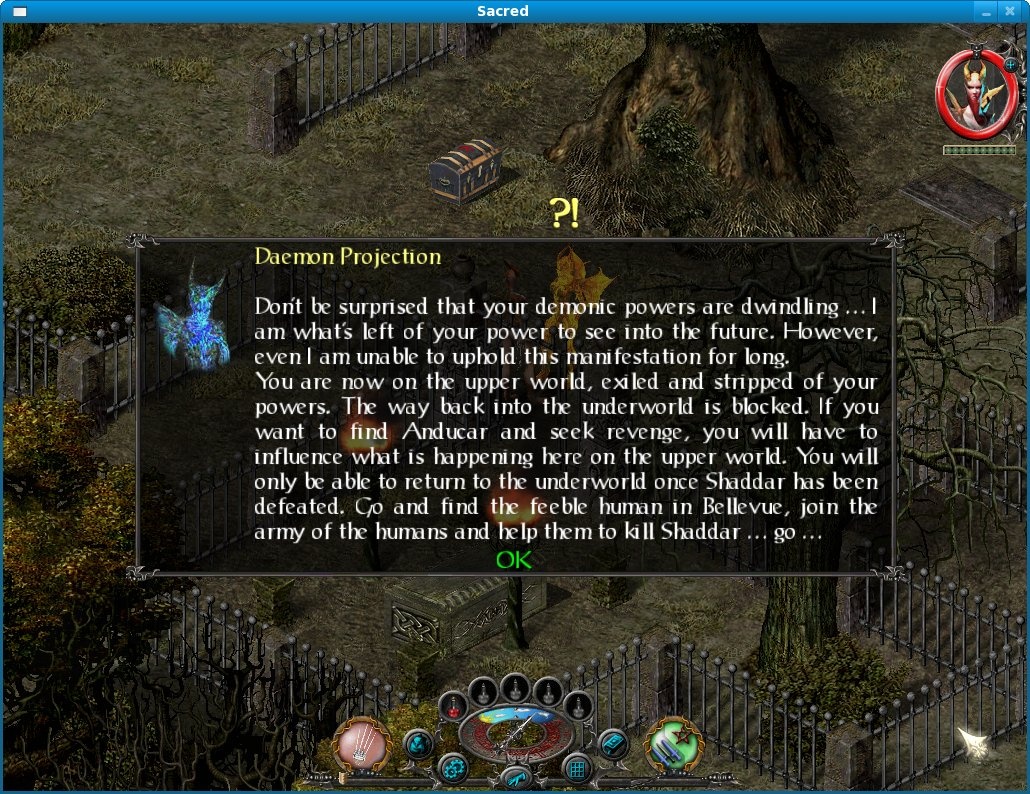 Sacred
?!
Daemon Projection
Don't be surprised that your demonic powers are dwindling ... I
am what's left of your power to see into the future. However,
even I am unable to uphold this manifestation for long.
You are now on the upper world, exiled and stripped of your
powers. The way back into the underworld is blocked. If you
want to find Anducar and seek revenge, you will have to
influence what is happening here on the upper world. You will
only be able to return to the underworld once Shaddar has been
defeated. Go and find the feeble human in Bellevue, join the
army of the humans and help them to kill Shaddar ... go ...
OK